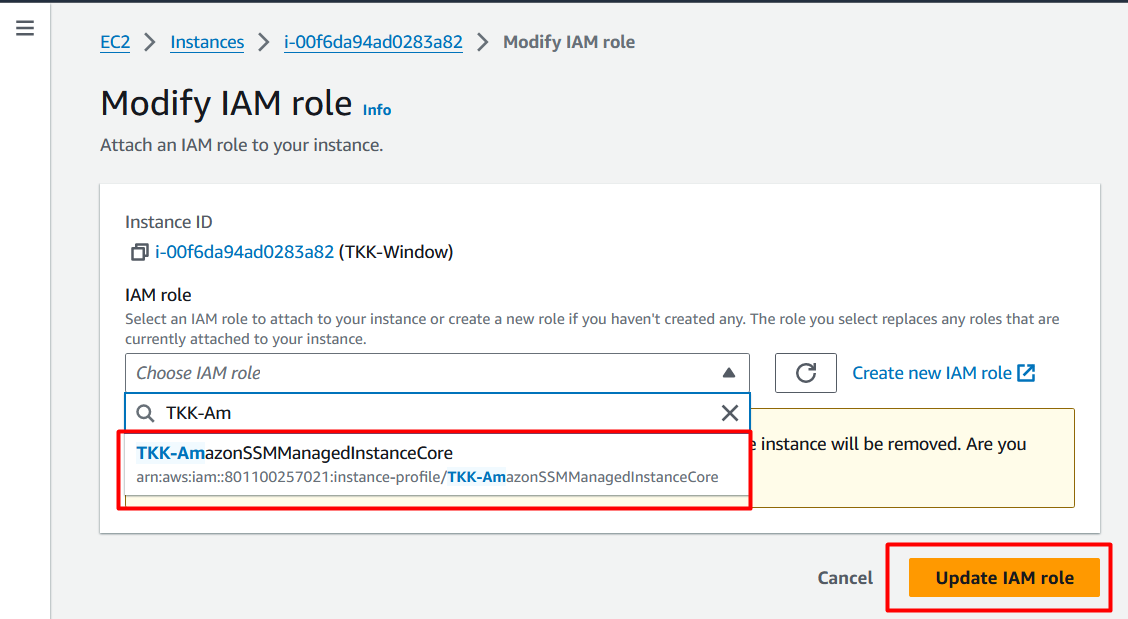 EC2 > Instances > i-00f6da94ad0283a82 > Modify IAM role
Modify IAM role Info
Attach an IAM role to your instance.
Instance ID
i-00f6da94ad0283a82 (TKK-Window)
IAM role
Select an IAM role to attach to your instance or create a new role if you haven't created any. The role you select replaces any roles that are
currently attached to your instance.
Choose IAM role
Create new IAM role
TKK-Am
TKK-AmazonSSMManagedInstanceCore
arn:aws:iam::801100257021:instance-profile/TKK-AmazonSSMManagedInstanceCore
instance will be removed. Are you
Cancel
Update IAM role